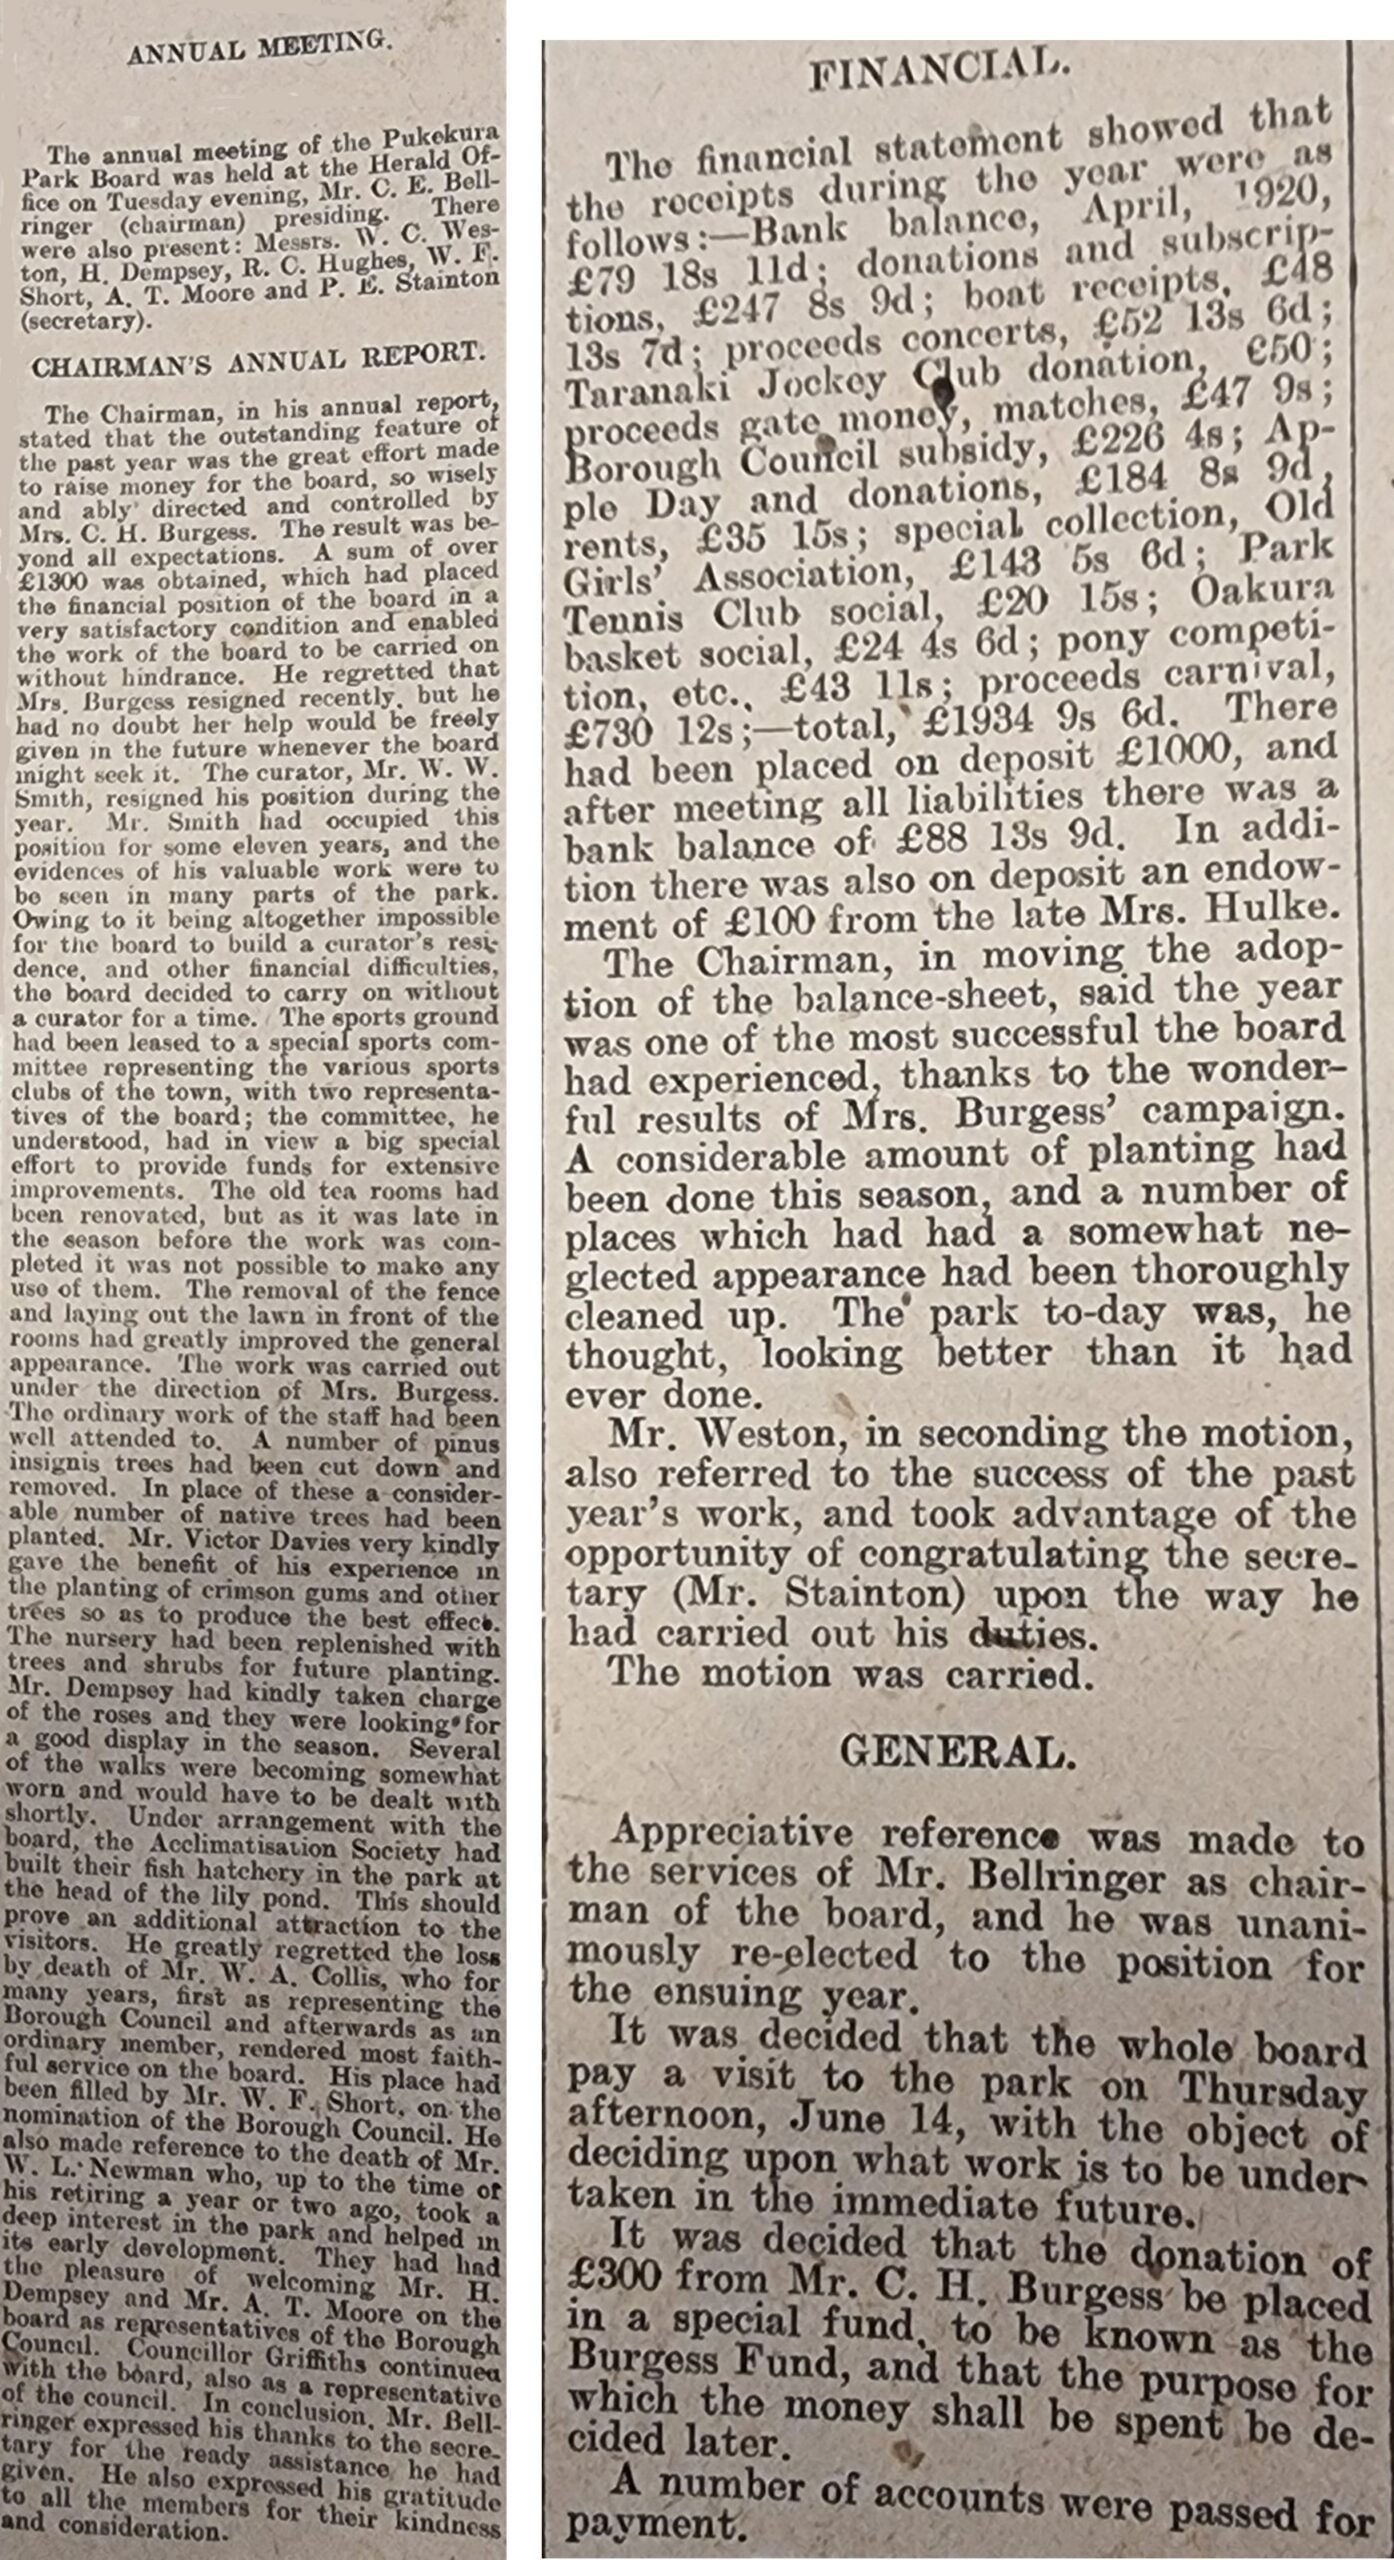 ANNUAL MEETING.
The annual meeting of the Pukekura
Park Board was held at the Herald Of-
fice on Tuesday evening, Mr. C. E. Bell-
ringer (chairman) presiding. There
were also present: Messrs. W. C. Wes-
ton, H. Dempsey, R. C. Hughes, W. F.
Short, A. T. Moore and P. E. Stainton
(secretary).
CHAIRMAN'S ANNUAL REPORT.
The Chairman, in his annual report,
stated that the outstanding feature of
the past year was the great effort made
to raise money for the board, so wisely
and ably directed and controlled by
Mrs. C. H. Burgess. The result was be-
yond all expectations. A sum of over
£1300 was obtained, which had placed
the financial position of the board in a
very satisfactory condition and enabled
the work of the board to be carried on
without hindrance. He regretted that
Mrs. Burgess resigned recently, but he
had no doubt her help would be freely
given in the future whenever the board
might seek it. The curator, Mr. W. W.
Smith, resigned his position during the
year. Mr. Smith had occupied this
position for some eleven years, and the
evidences of his valuable work were to
be seen in many parts of the park.
Owing to it being altogether impossible
for the board to build a curator's resi-
dence, and other financial difficulties,
the board decided to carry on without
a curator for a time. The sports ground
had been leased to a special sports com-
mittee representing the various sports
clubs of the town, with two representa-
tives of the board; the committee, he
understood, had in view a big special
effort to provide funds for extensive
improvements. The old tea rooms had
been renovated, but as it was late in
the season before the work was com-
pleted it was not possible to make any
use of them. The removal of the fence
and laying out the lawn in front of the
rooms had greatly improved the general
appearance. The work was carried out
under the direction of Mrs. Burgess.
The ordinary work of the staff had been
well attended to. A number of pinus
insignis trees had been cut down and
removed. In place of these a consider-
able number of native trees had been
planted. Mr. Victor Davies very kindly
gave the benefit of his experience in
the planting of crimson gums and other
trees so as to produce the best effect.
The nursery had been replenished with
trees and shrubs for future planting.
Mr. Dempsey had kindly taken charge
of the roses and they were looking for
a good display in the season. Several
of the walks were becoming somewhat
worn and would have to be dealt with
shortly. Under arrangement with the
board, the Acclimatisation Society had
built their fish hatchery in the park at
the head of the lily pond. This should
prove an additional attraction to the
visitors. He greatly regretted the loss
by death of Mr. W. A. Collis, who for
many years, first as representing the
Borough Council and afterwards as an
ordinary member, rendered most faith-
ful service on the board. His place had
been filled by Mr. W. F. Short, on the
nomination of the Borough Council. He
also made reference to the death of Mr.
W. L. Newman who, up to the time of
his retiring a year or two ago, took a
deep interest in the park and helped in
its early development. They had had
the pleasure of welcoming Mr. H.
Dempsey and Mr. A. T. Moore on the
board as representatives of the Borough
Council. Councillor Griffiths continued
with the board, also as a representative
of the council. In conclusion, Mr. Bell-
ringer expressed his thanks to the secre-
tary for the ready assistance he had
given. He also expressed his gratitude
to all the members for their kindness
and consideration.
FINANCIAL.
The financial statement showed that
the receipts during the year were as
follows:—Bank balance, April, 1920,
£79 18s 11d; donations and subscrip-
tions, £247 8s 9d; boat receipts, £48
13s 7d; proceeds concerts, £52 13s 6d;
Taranaki Jockey Club donation, £50;
proceeds gate money, matches, £47 9s;
Borough Council subsidy, £226 4s; Ap-
ple Day and donations, £184 8s 9d,
rents, £35 15s; special collection, Old
Girls' Association, £143 5s 6d; Park
Tennis Club social, £20 15s; Oakura
basket social, £24 4s 6d; pony competi-
tion, etc., £43 11s; proceeds carnival,
£730 12s;—total, £1934 9s 6d. There
had been placed on deposit £1000, and
after meeting all liabilities there was a
bank balance of £88 13s 9d. In addi-
tion there was also on deposit an endow-
ment of £100 from the late Mrs. Hulke.
The Chairman, in moving the adop-
tion of the balance-sheet, said the year
was one of the most successful the board
had experienced, thanks to the wonder-
ful results of Mrs. Burgess' campaign.
A considerable amount of planting had
been done this season, and a number of
places which had had a somewhat ne-
glected appearance had been thoroughly
cleaned up. The park to-day was, he
thought, looking better than it had
ever done.
Mr. Weston, in seconding the motion,
also referred to the success of the past
year's work, and took advantage of the
opportunity of congratulating the secre-
tary (Mr. Stainton) upon the way he
had carried out his duties.
The motion was carried.
GENERAL.
Appreciative reference was made to
the services of Mr. Bellringer as chair-
man of the board, and he was unani-
mously re-elected to the position for
the ensuing year.
It was decided that the whole board
pay a visit to the park on Thursday
afternoon, June 14, with the object of
deciding upon what work is to be under-
taken in the immediate future.
It was decided that the donation of
£300 from Mr. C. H. Burgess be placed
in a special fund, to be known as the
Burgess Fund, and that the purpose for
which the money shall be spent be de-
cided later.
A number of accounts were passed for
payment.